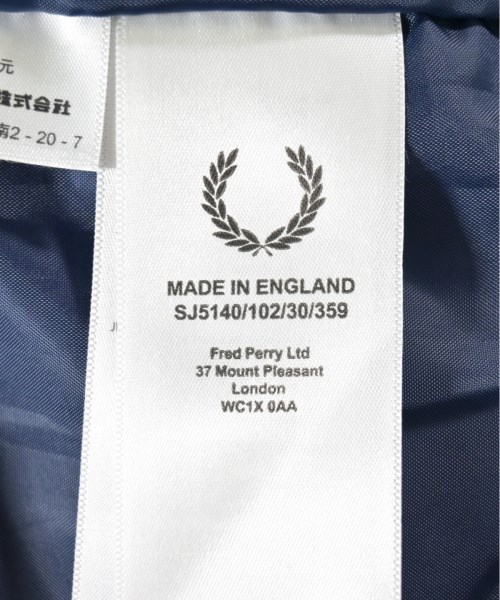 元
株式会社
南2-20-7
MADE IN ENGLAND
SJ5140/102/30/359
Fred Perry Ltd
37 Mount Pleasant
London
WC1X 0AA